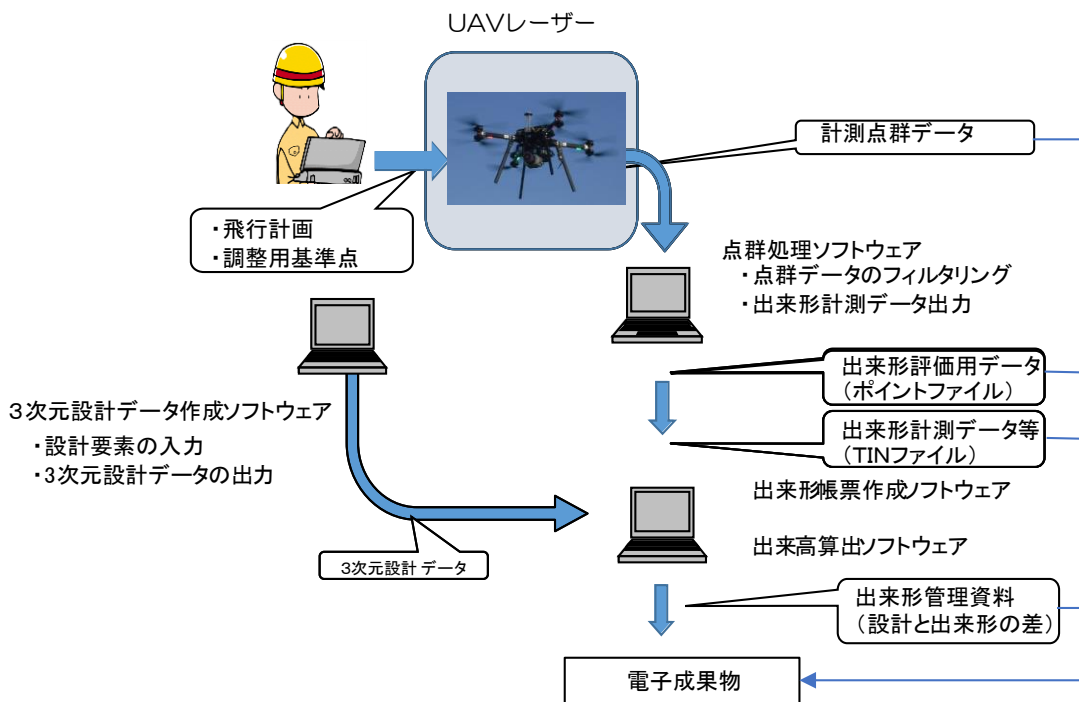 UAVレーザー
計測点群データ
・飛行計画
・調整用基準点
点群処理ソフトウェア
・点群データのフィルタリング
・出来形計測データ出力
出来形評価用データ
（ポイントファイル）
3次元設計データ作成ソフトウェア
・設計要素の入力
・3次元設計データの出力
出来形計測データ等
（TINファイル）
出来形帳票作成ソフトウェア
出来高算出ソフトウェア
3次元設計データ
出来形管理資料
（設計と出来形の差）
電子成果物